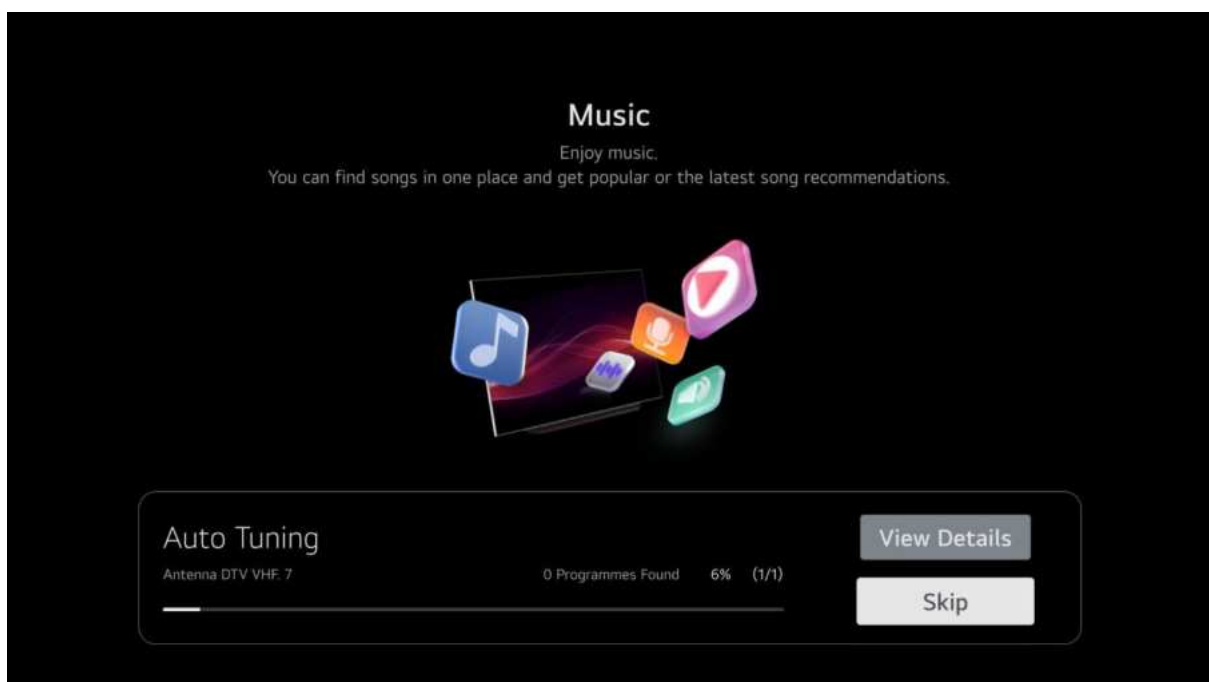 Music
Enjoy music.
You can find songs in one place and get popular or the latest song recommendations.
Auto Tuning
View Details
Antenna DTV VHF. 7
0 Programmes Found 6% (1/1)
Skip